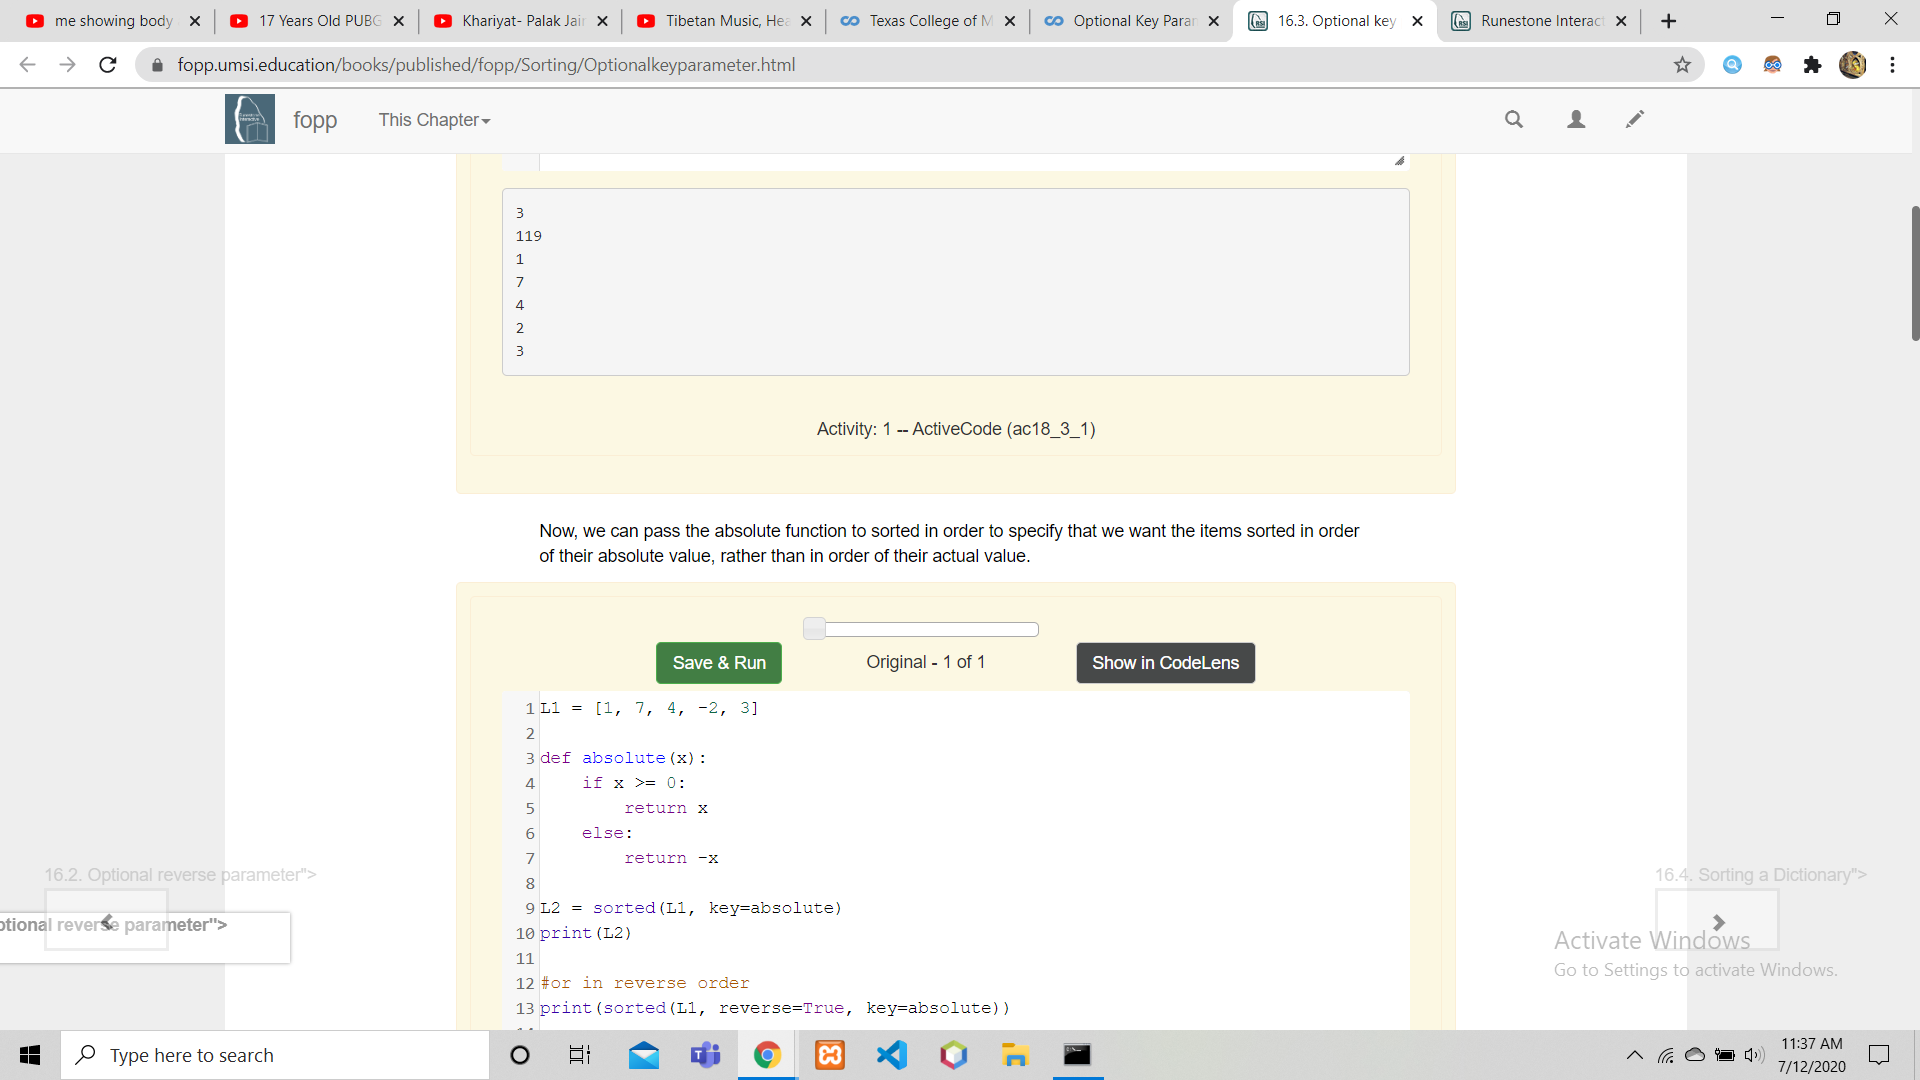 me showing body
17 Years Old PUBG
Khariyat- Palak Jain
Tibetan Music, Hea
Texas College of M
Optional Key Param
16.3. Optional key
Runestone Interact
fopp.umsi.education/books/published/fopp/Sorting/Optionalkeyparameter.html
fopp
This Chapter
3
119
1
7
4
2
3
Activity: 1 -- ActiveCode (ac18_3_1)
Now, we can pass the absolute function to sorted in order to specify that we want the items sorted in order
of their absolute value, rather than in order of their actual value.
Save & Run
Original - 1 of 1
Show in CodeLens
1 L1 = [1, 7, 4, -2, 3]
2
3 def absolute(x):
4     if x >= 0:
5         return x
6     else:
7         return -x
8
9 L2 = sorted(L1, key=absolute)
10 print(L2)
11
12 #or in reverse order
13 print(sorted(L1, reverse=True, key=absolute))
16.2. Optional reverse parameter">
ptional reverse parameter">
16.4. Sorting a Dictionary">
Activate Windows
Go to Settings to activate Windows.
Type here to search
11:37 AM
7/12/2020